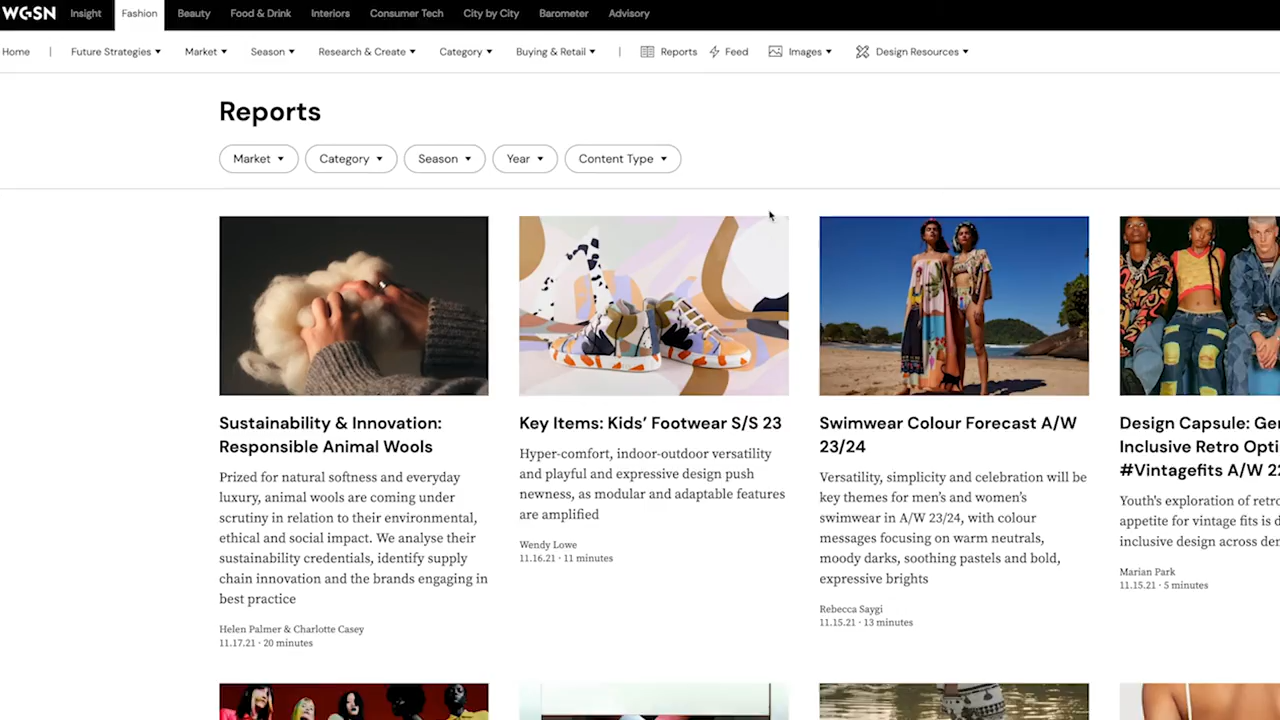 WGSN Insight Fashion Beauty Food & Drink Interiors Consumer Tech City by City Barometer Advisory
Home | Future Strategies Market Season Research & Create Category Buying & Retail | Reports Feed Images Design Resources
Reports
Market Category Season Year Content Type
Sustainability & Innovation:
Responsible Animal Wools
Prized for natural softness and everyday
luxury, animal wools are coming under
scrutiny in relation to their environmental,
ethical and social impact. We analyse their
sustainability credentials, identify supply
chain innovation and the brands engaging in
best practice
Helen Palmer & Charlotte Casey
11.17.21 · 20 minutes
Key Items: Kids’ Footwear S/S 23
Hyper-comfort, indoor-outdoor versatility
and playful and expressive design push
newness, as modular and adaptable features
are amplified
Wendy Lowe
11.16.21 · 11 minutes
Swimwear Colour Forecast A/W
23/24
Versatility, simplicity and celebration will be
key themes for men’s and women’s
swimwear in A/W 23/24, with colour
messages focusing on warm neutrals,
moody darks, soothing pastels and bold,
expressive brights
Rebecca Saygi
11.15.21 · 13 minutes
Design Capsule: Ge
Inclusive Retro Opti
#Vintagefits A/W 2
Youth's exploration of retro
appetite for vintage fits is d
inclusive design across de
Marian Park
11.15.21 · 5 minutes